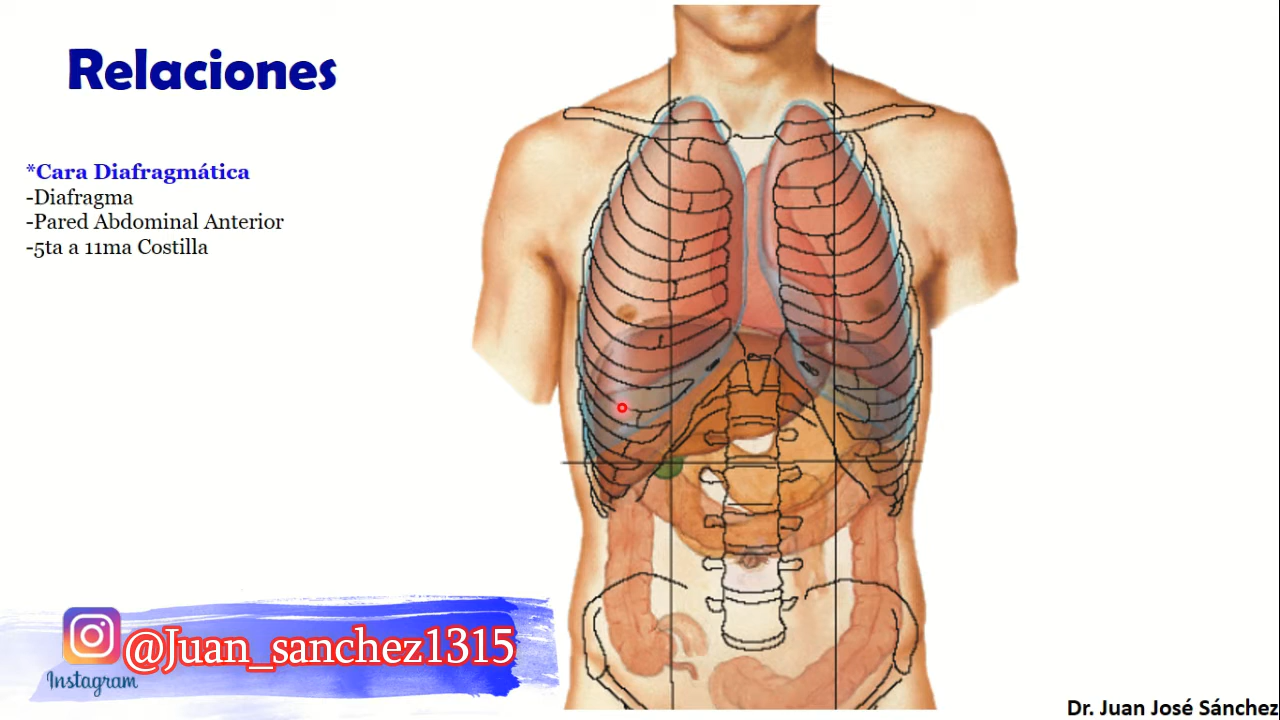 Relaciones
*Cara Diafragmática
-Diafragma
-Pared Abdominal Anterior
-5ta a 11ma Costilla
@Juan_sanchez1315
Instagram
Dr. Juan José Sánchez